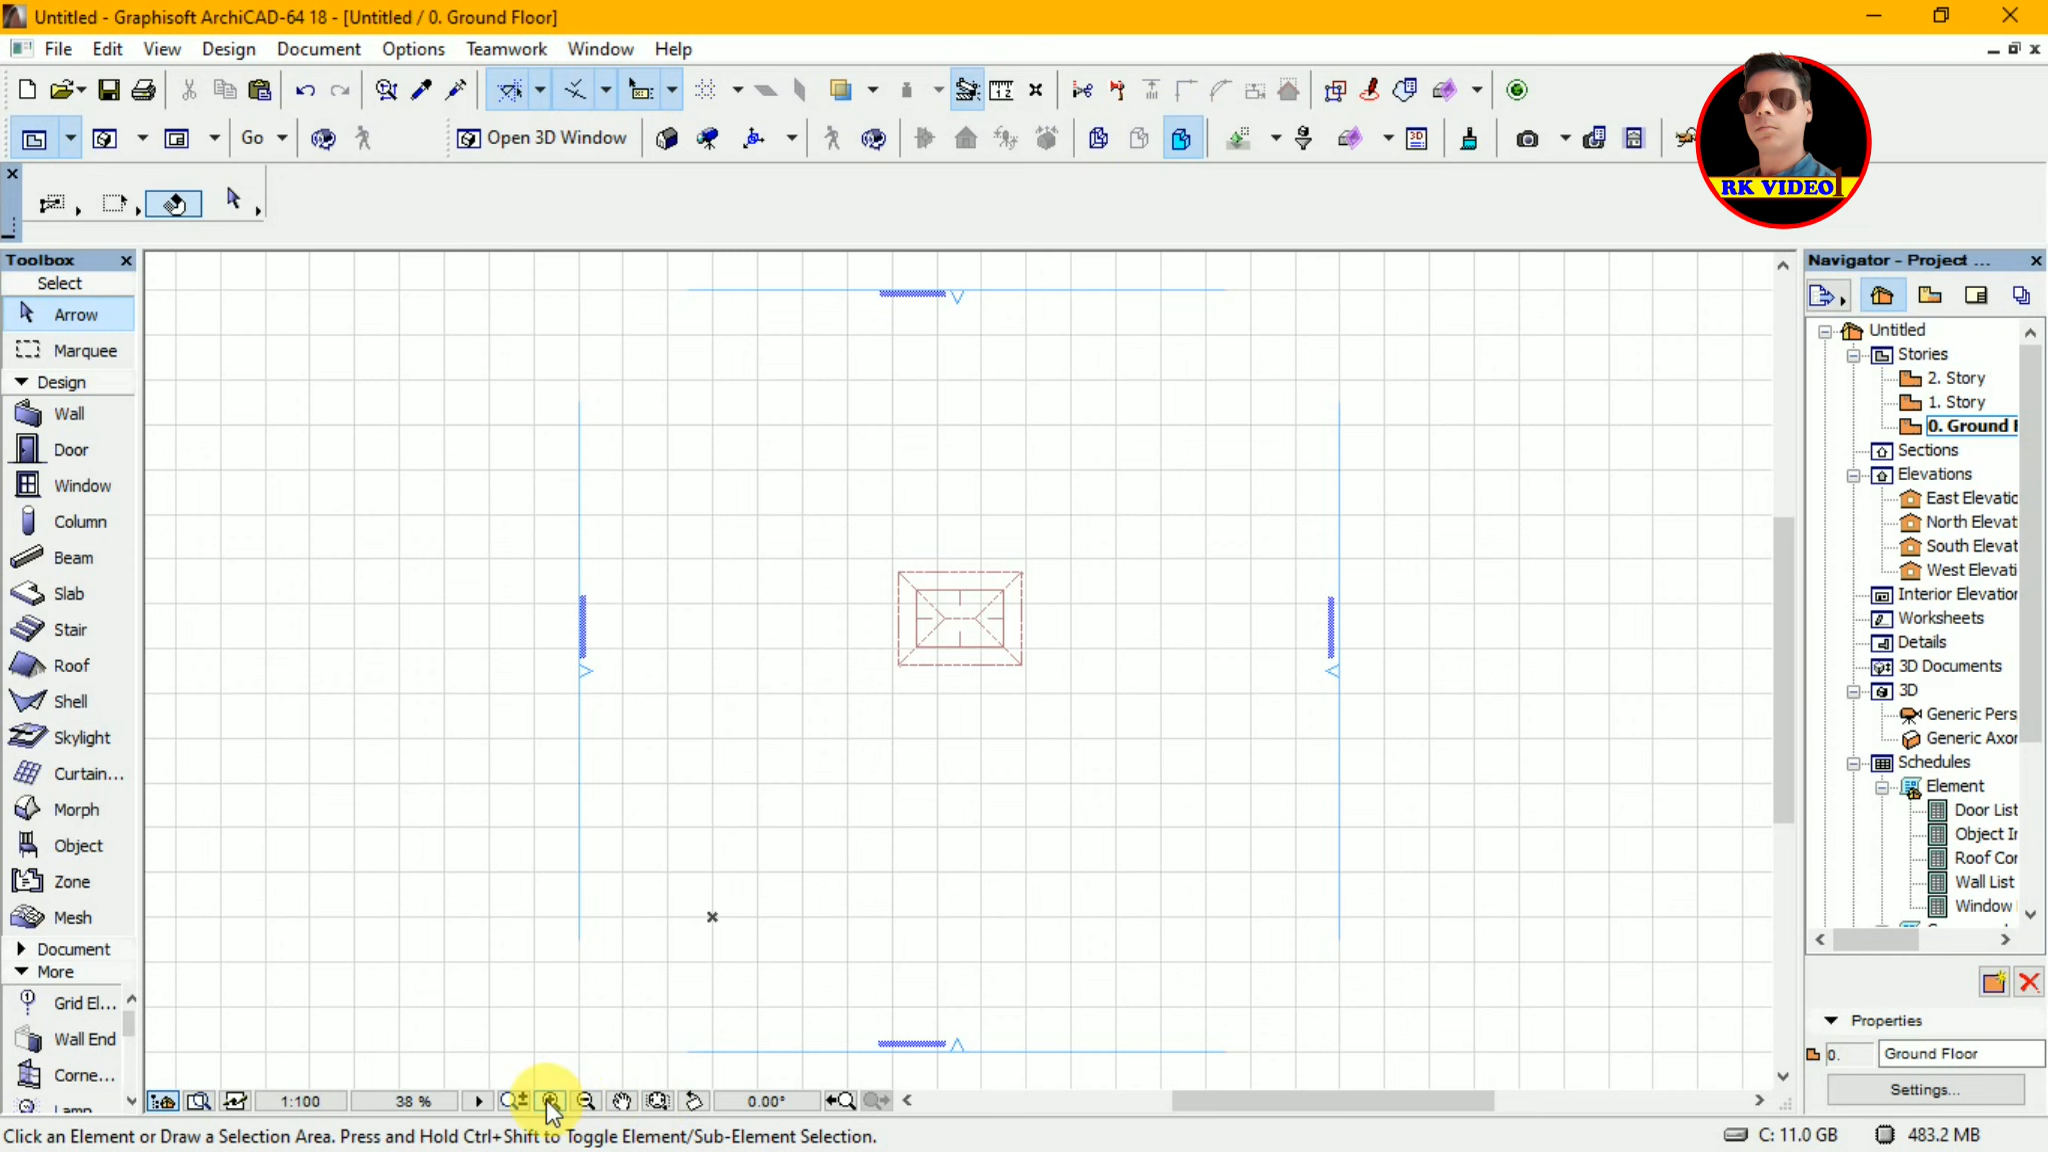 Untitled - Graphisoft ArchiCAD-64 18 - [Untitled / 0. Ground Floor]
File Edit View Design Document Options Teamwork Window Help
Go Open 3D Window
RK VIDEO1
Toolbox
Select
Arrow
Marquee
Design
Wall
Door
Window
Column
Beam
Slab
Stair
Roof
Shell
Skylight
Curtain...
Morph
Object
Zone
Mesh
Document
More
Grid El...
Wall End
Corne...
Lamp
Navigator - Project ...
Untitled
Stories
2. Story
1. Story
0. Ground F
Sections
Elevations
East Elevatic
North Elevat
South Elevat
West Elevati
Interior Elevation
Worksheets
Details
3D Documents
3D
Generic Pers
Generic Axor
Schedules
Element
Door List
Object Ir
Roof Cor
Wall List
Window
Properties
0. Ground Floor
Settings...
1:100 38 % 0.00°
Click an Element or Draw a Selection Area. Press and Hold Ctrl+Shift to Toggle Element/Sub-Element Selection.
C: 11.0 GB 483.2 MB